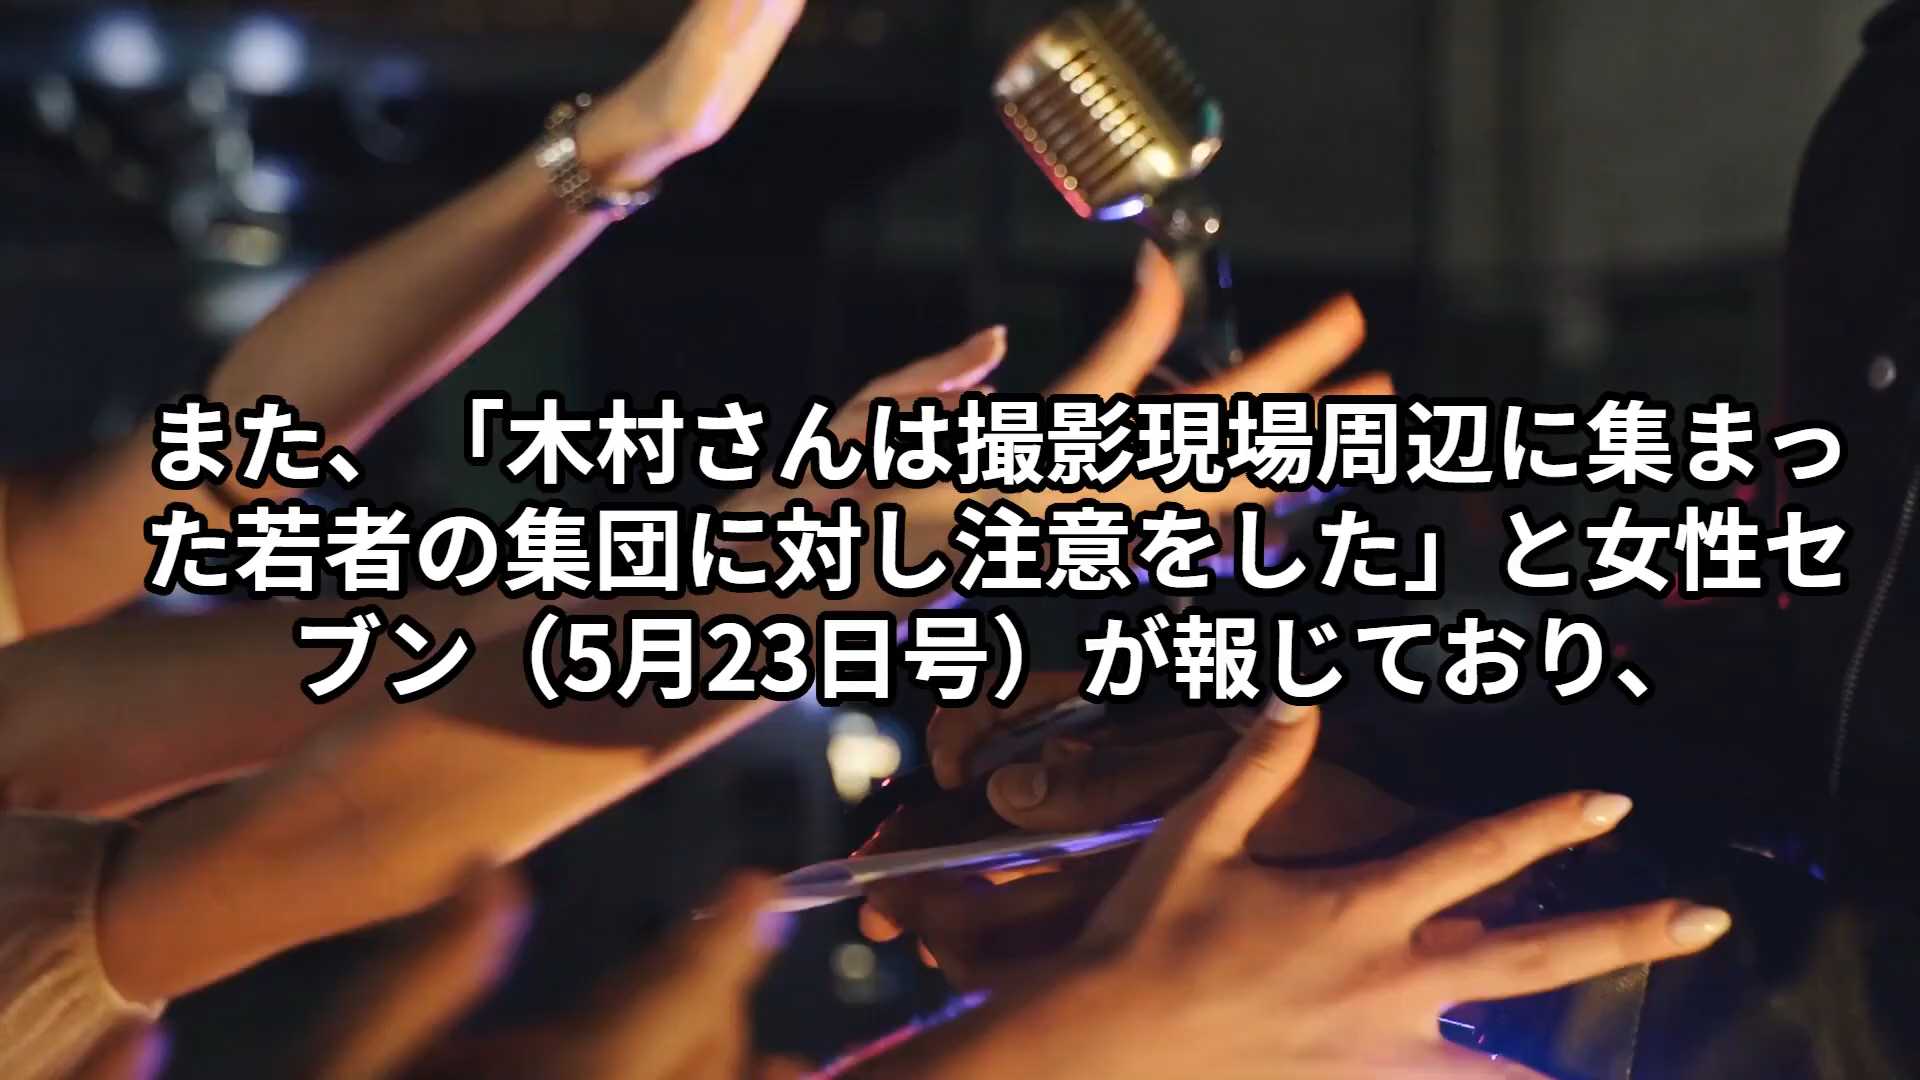 また、「木村さんは撮影現場周辺に集まっ
た若者の集団に対し注意をした」と女性セ
ブン（5月23日号）が報じており、